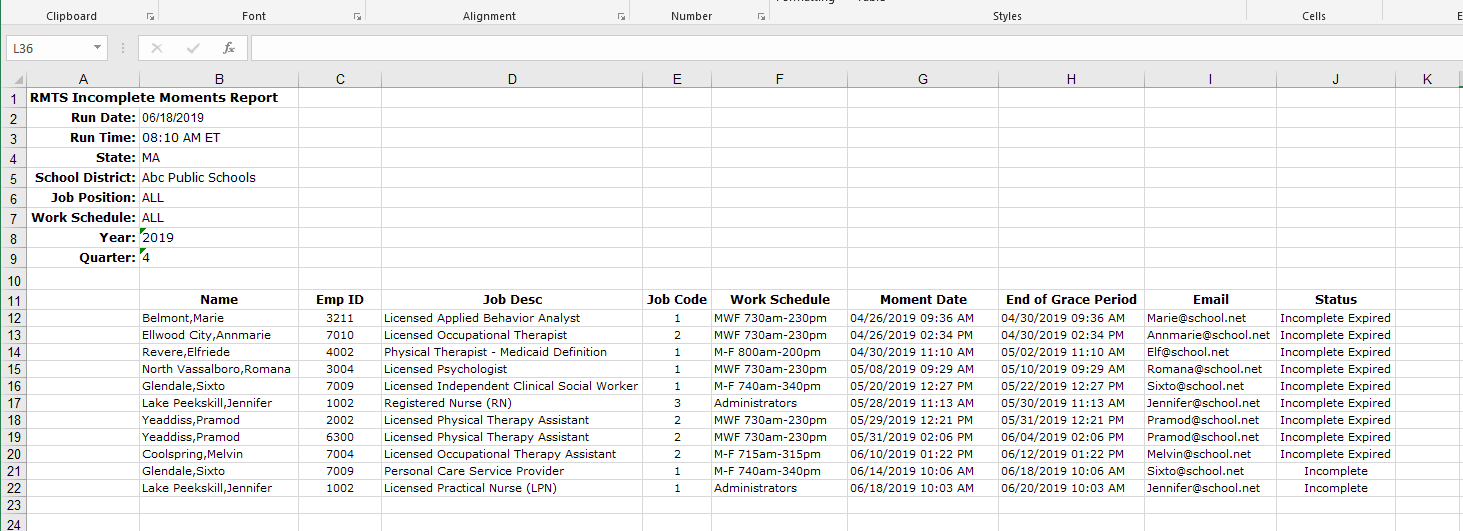 Formatting Table
Clipboard Font Alignment Number Styles Cells
L36 fx
A B C D E F G H I J K
1 RMTS Incomplete Moments Report
2 Run Date: 06/18/2019
3 Run Time: 08:10 AM ET
4 State: MA
5 School District: Abc Public Schools
6 Job Position: ALL
7 Work Schedule: ALL
8 Year: 2019
9 Quarter: 4
10
11 Name Emp ID Job Desc Job Code Work Schedule Moment Date End of Grace Period Email Status
12 Belmont,Marie 3211 Licensed Applied Behavior Analyst 1 MWF 730am-230pm 04/26/2019 09:36 AM 04/30/2019 09:36 AM Marie@school.net Incomplete Expired
13 Ellwood City,Annmarie 7010 Licensed Occupational Therapist 2 MWF 730am-230pm 04/26/2019 02:34 PM 04/30/2019 02:34 PM Annmarie@school.net Incomplete Expired
14 Revere,Elfriede 4002 Physical Therapist - Medicaid Definition 1 M-F 800am-200pm 04/30/2019 11:10 AM 05/02/2019 11:10 AM Elf@school.net Incomplete Expired
15 North Vassalboro,Romana 3004 Licensed Psychologist 1 MWF 730am-230pm 05/08/2019 09:29 AM 05/10/2019 09:29 AM Romana@school.net Incomplete Expired
16 Glendale,Sixto 7009 Licensed Independent Clinical Social Worker 1 M-F 740am-340pm 05/20/2019 12:27 PM 05/22/2019 12:27 PM Sixto@school.net Incomplete Expired
17 Lake Peekskill,Jennifer 1002 Registered Nurse (RN) 3 Administrators 05/28/2019 11:13 AM 05/30/2019 11:13 AM Jennifer@school.net Incomplete Expired
18 Yeaddiss,Pramod 2002 Licensed Physical Therapy Assistant 2 MWF 730am-230pm 05/29/2019 12:21 PM 05/31/2019 12:21 PM Pramod@school.net Incomplete Expired
19 Yeaddiss,Pramod 6300 Licensed Physical Therapy Assistant 2 MWF 730am-230pm 05/31/2019 02:06 PM 06/04/2019 02:06 PM Pramod@school.net Incomplete Expired
20 Coolspring,Melvin 7004 Licensed Occupational Therapy Assistant 2 M-F 715am-315pm 06/10/2019 01:22 PM 06/12/2019 01:22 PM Melvin@school.net Incomplete Expired
21 Glendale,Sixto 7009 Personal Care Service Provider 1 M-F 740am-340pm 06/14/2019 10:06 AM 06/18/2019 10:06 AM Sixto@school.net Incomplete
22 Lake Peekskill,Jennifer 1002 Licensed Practical Nurse (LPN) 1 Administrators 06/18/2019 10:03 AM 06/20/2019 10:03 AM Jennifer@school.net Incomplete
23
24